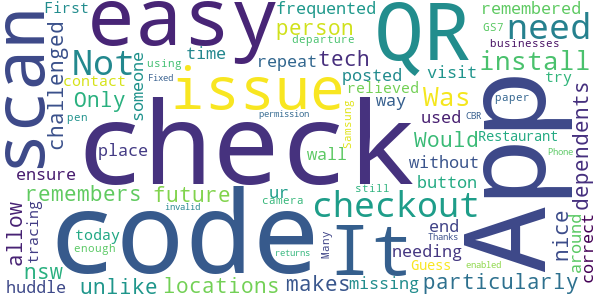 First
easy
frequented
QR
remembered
GS7
need
scan
Not
person
departure
businesses
challenged
time
repeat
tech
install
someone
using
issue
posted
visit
try
contact
Fixed
relieved
Only
Was
way
paper
dependents
pen
check
Samsung
used
CBR
App
place
permission
wall
Would
Restaurant
without
Phone
ensure
button
remembers
future
ur
It
checkout
nice
around
correct
allow
tracing
code
camera
still
end
today
needing
Thanks
enough
invalid
Many
Guess
enabled
nsw
locations
returns
missing
particularly
huddle
unlike
makes